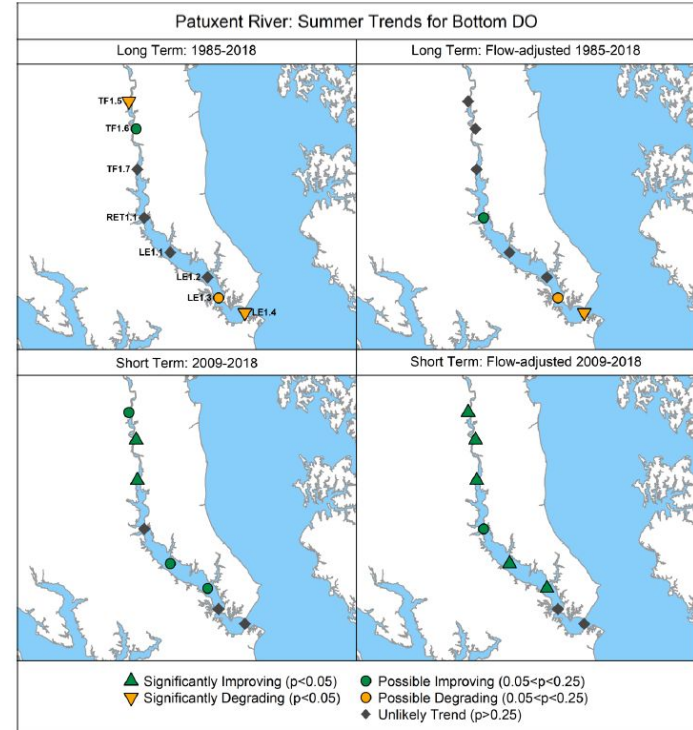 Patuxent River: Summer Trends for Bottom DO
Long Term: 1985-2018
Long Term: Flow-adjusted 1985-2018
TF1.5
TF1.6
TF1.7
RET1.1
LE1.1
LE1.2
LE1.3
LE1.4
Short Term: 2009-2018
Short Term: Flow-adjusted 2009-2018
Significantly Improving (p<0.05)
Possible Improving (0.05<p<0.25)
Significantly Degrading (p<0.05)
Possible Degrading (0.05<p<0.25)
Unlikely Trend (p>0.25)